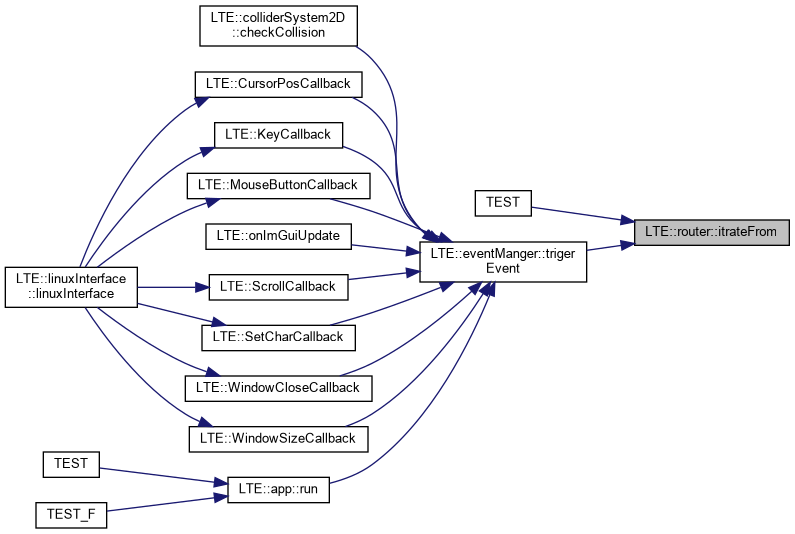 LTE::colliderSystem2D
::checkCollision
LTE::CursorPosCallback
LTE::KeyCallback
LTE::MouseButtonCallback
TEST
LTE::router::itrateFrom
LTE::onImGuiUpdate
LTE::eventManger::triger
Event
LTE::linuxInterface
::linuxInterface
LTE::ScrollCallback
LTE::SetCharCallback
LTE::WindowCloseCallback
LTE::WindowSizeCallback
TEST
LTE::app::run
TEST_F